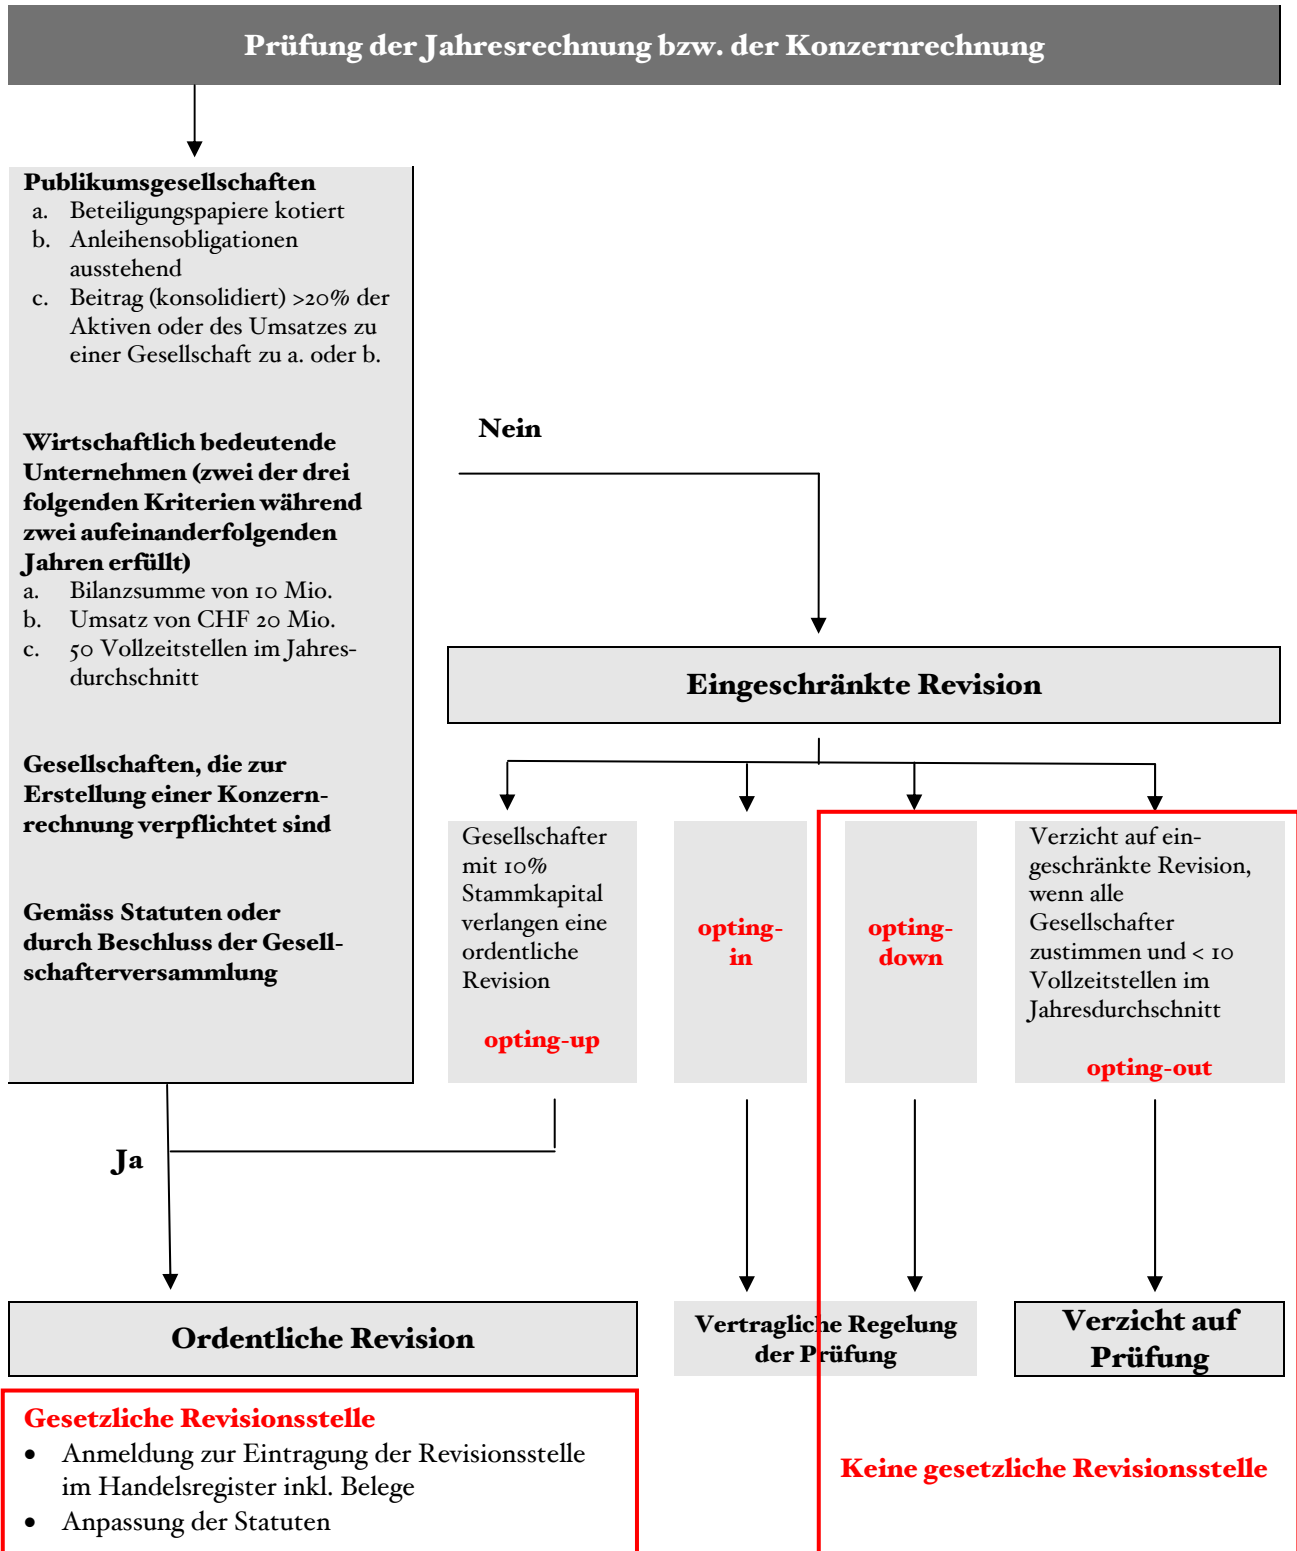 Prüfung der Jahresrechnung bzw. der Konzernrechnung
Publikumsgesellschaften
a. Beteiligungspapiere kotiert
b. Anleihensobligationen
ausstehend
c. Beitrag (konsolidiert) >20% der
Aktiven oder des Umsatzes zu
einer Gesellschaft zu a. oder b.
Wirtschaftlich bedeutende
Unternehmen (zwei der drei
folgenden Kriterien während
zwei aufeinanderfolgenden
Jahren erfüllt)
a. Bilanzsumme von 10 Mio.
b. Umsatz von CHF 20 Mio.
c. 50 Vollzeitstellen im Jahres-
durchschnitt
Gesellschaften, die zur
Erstellung einer Konzern-
rechnung verpflichtet sind
Gemäss Statuten oder
durch Beschluss der Gesell-
schafterversammlung
Nein
Eingeschränkte Revision
Gesellschafter
mit 10%
Stammkapital
verlangen eine
ordentliche
Revision
opting-up
opting-
in
opting-
down
Verzicht auf ein-
geschränkte Revision,
wenn alle
Gesellschafter
zustimmen und < 10
Vollzeitstellen im
Jahresdurchschnitt
opting-out
Ja
Ordentliche Revision
Vertragliche Regelung
der Prüfung
Verzicht auf
Prüfung
Gesetzliche Revisionsstelle
• Anmeldung zur Eintragung der Revisionsstelle
im Handelsregister inkl. Belege
• Anpassung der Statuten
Keine gesetzliche Revisionsstelle